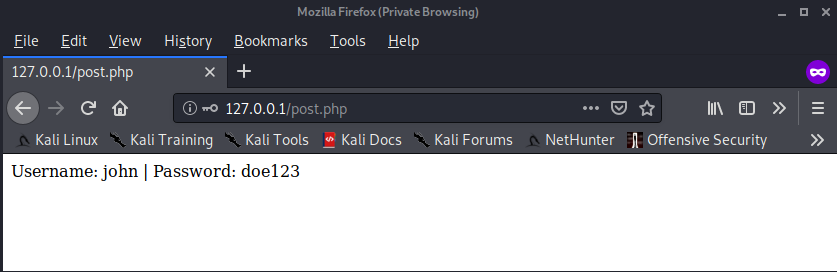 Mozilla Firefox (Private Browsing)
File Edit View History Bookmarks Tools Help
127.0.0.1/post.php
127.0.0.1/post.php
Kali Linux Kali Training Kali Tools Kali Docs Kali Forums NetHunter Offensive Security
Username: john | Password: doe123